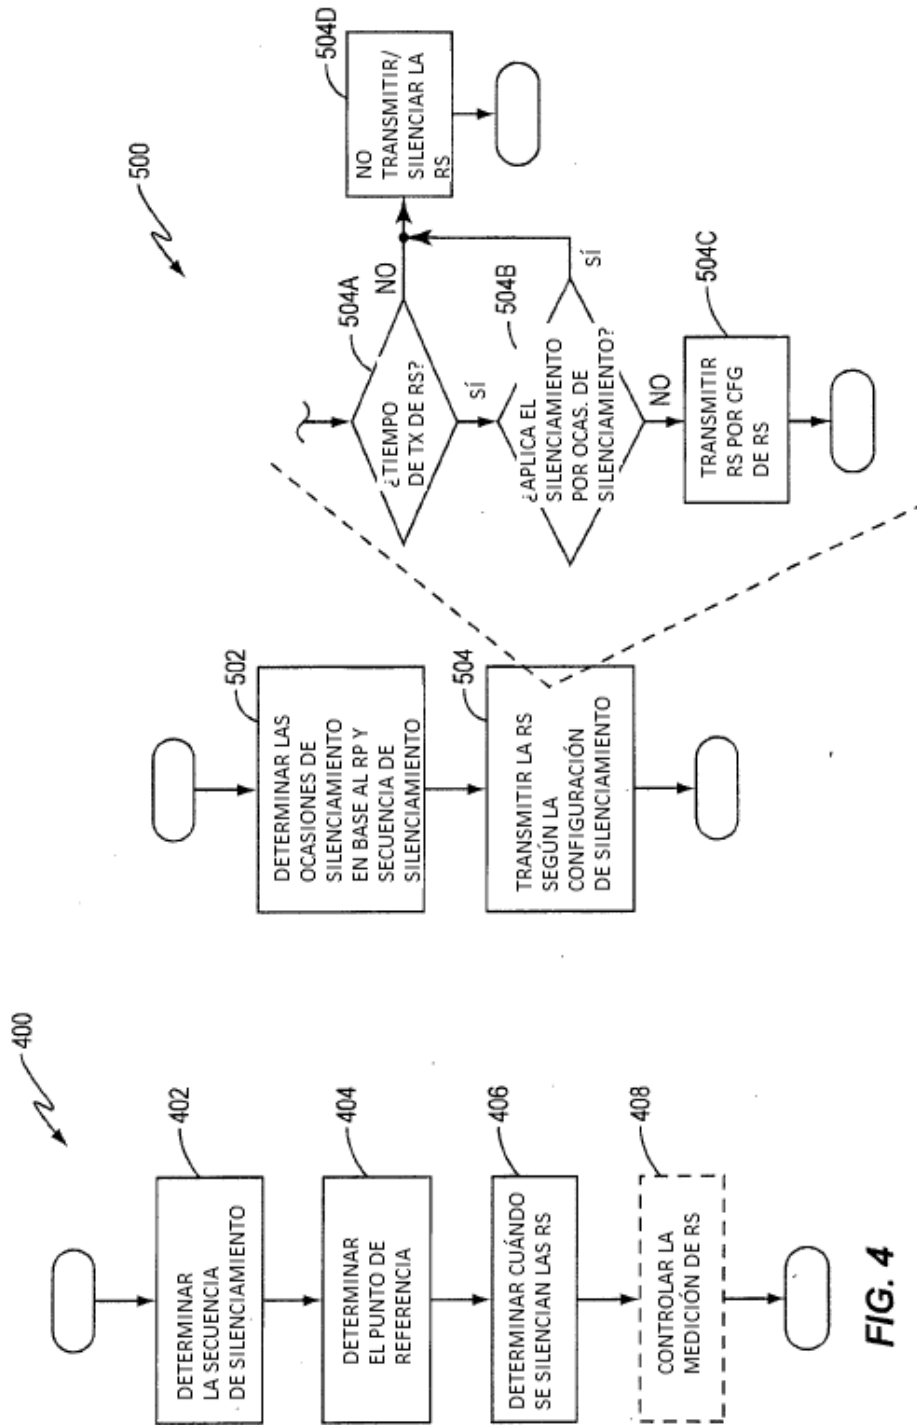 400
402
DETERMINAR
LA SECUENCIA
DE SILENCIAMIENTO
404
DETERMINAR
EL PUNTO DE
REFERENCIA
406
DETERMINAR CUÁNDO
SE SILENCIAN LAS RS
408
CONTROLAR LA
MEDICIÓN DE RS
FIG. 4
500
502
DETERMINAR LAS
OCASIONES DE
SILENCIAMIENTO
EN BASE AL RP Y
SECUENCIA DE
SILENCIAMIENTO
504
TRANSMITIR LA RS
SEGÚN LA
CONFIGURACIÓN
DE SILENCIAMIENTO
504A
¿TIEMPO
DE TX DE RS?
NO
SÍ
504B
¿APLICA EL
SILENCIAMIENTO
POR OCAS. DE
SILENCIAMIENTO?
SÍ
NO
504C
TRANSMITIR
RS POR CFG
DE RS
504D
NO
TRANSMITIR/
SILENCIAR LA
RS